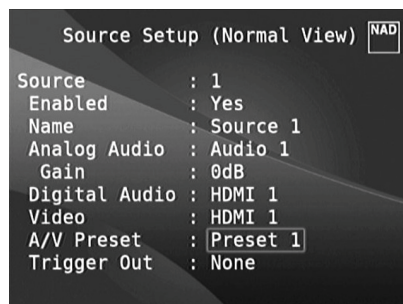 Source Setup (Normal View) NAD
Source : 1
Enabled : Yes
Name : Source 1
Analog Audio : Audio 1
Gain : 0dB
Digital Audio : HDMI 1
Video : HDMI 1
A/V Preset : Preset 1
Trigger Out : None